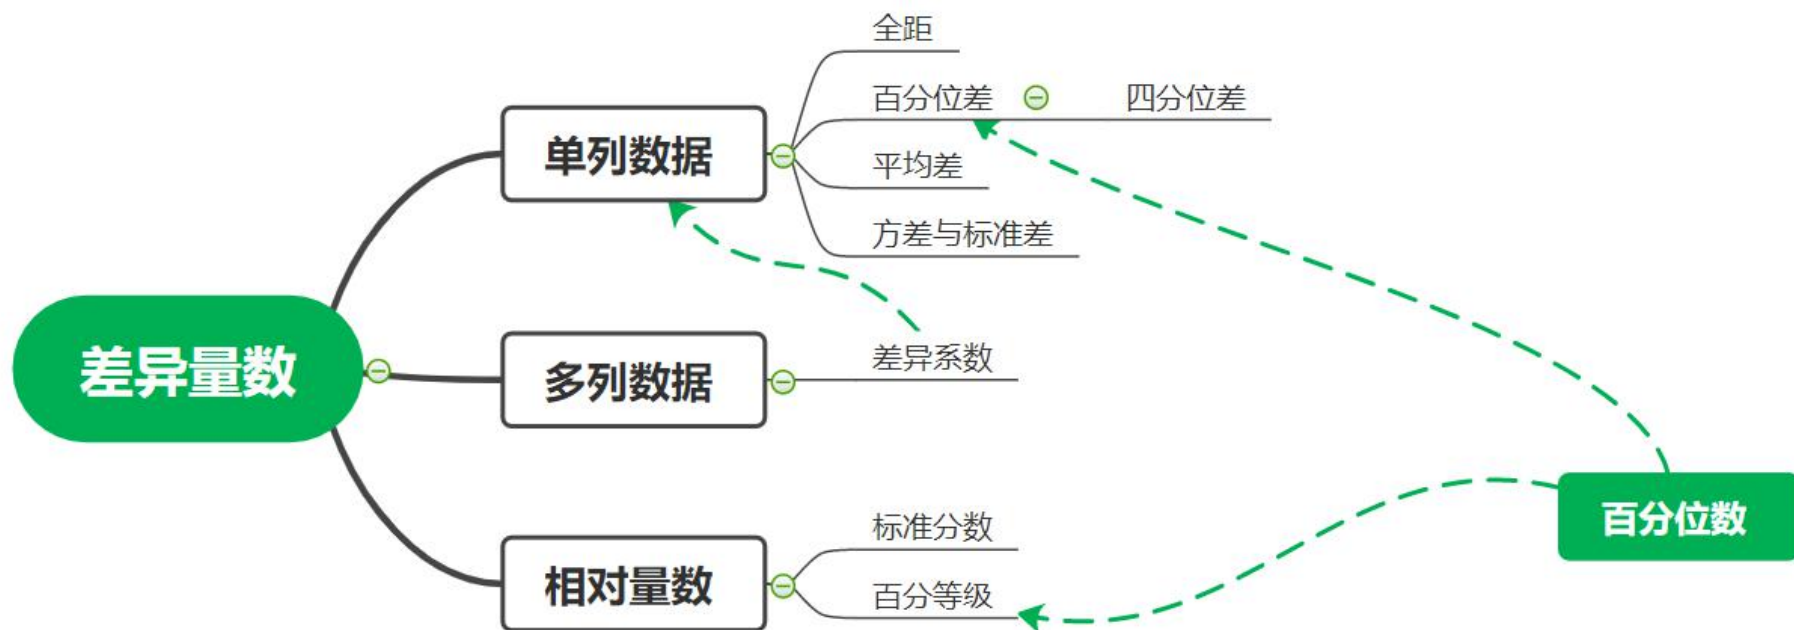 差异量数
单列数据
全距
百分位差
四分位差
平均差
方差与标准差
多列数据
差异系数
相对量数
标准分数
百分等级
百分位数